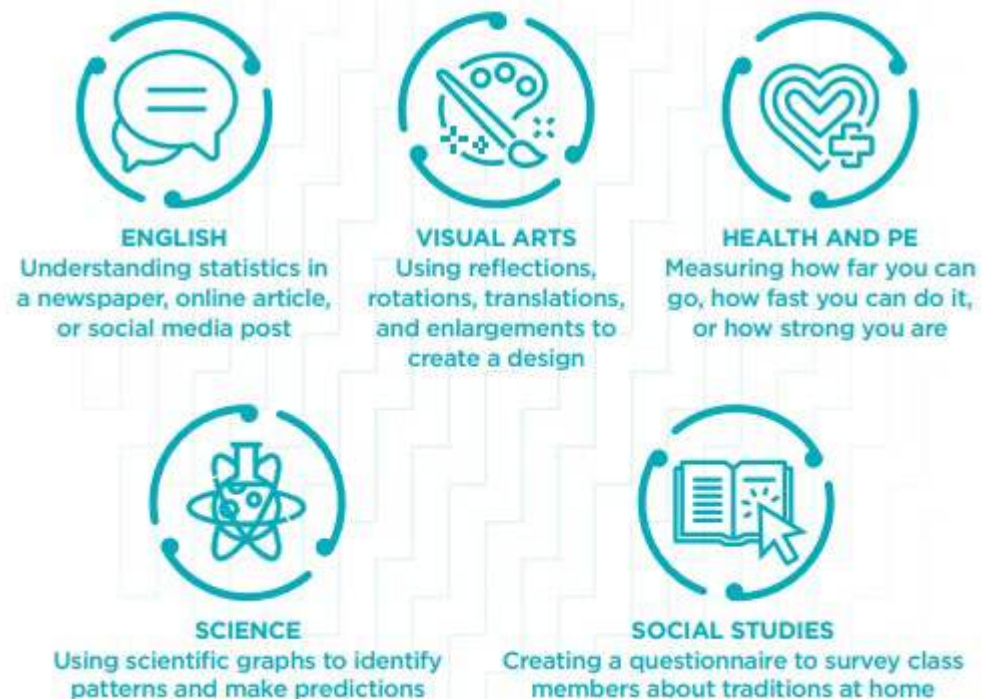 ENGLISH
Understanding statistics in
a newspaper, online article,
or social media post
VISUAL ARTS
Using reflections,
rotations, translations,
and enlargements to
create a design
HEALTH AND PE
Measuring how far you can
go, how fast you can do it,
or how strong you are
SCIENCE
Using scientific graphs to identify
patterns and make predictions
SOCIAL STUDIES
Creating a questionnaire to survey class
members about traditions at home